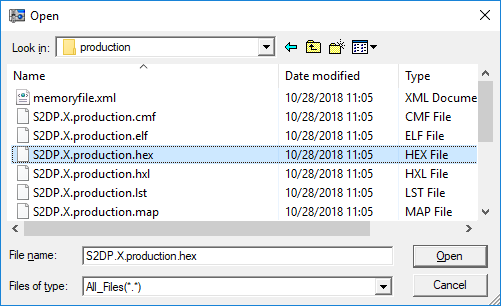 Open
Look in: production
Name Date modified Type
memoryfile.xml 10/28/2018 11:05 XML Docume
S2DP.X.production.cmf 10/28/2018 11:05 CMF File
S2DP.X.production.elf 10/28/2018 11:05 ELF File
S2DP.X.production.hex 10/28/2018 11:05 HEX File
S2DP.X.production.hxl 10/28/2018 11:05 HXL File
S2DP.X.production.lst 10/28/2018 11:05 LST File
S2DP.X.production.map 10/28/2018 11:05 MAP File
File name: S2DP.X.production.hex Open
Files of type: All_Files(*.*) Cancel